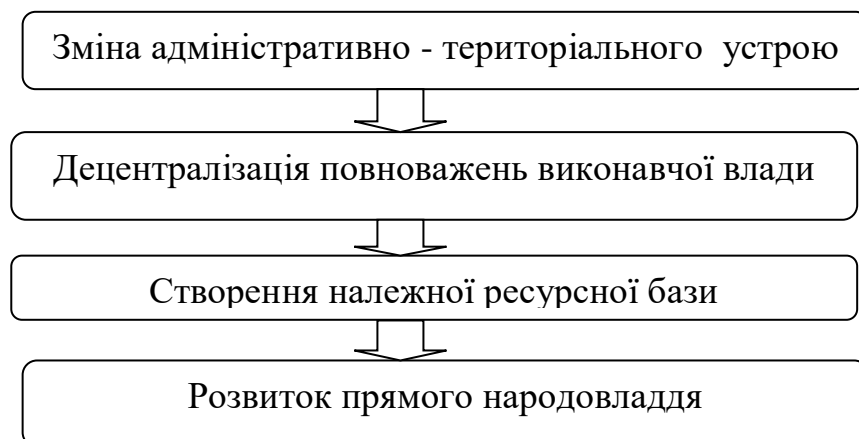 Зміна адміністративно - територіального устрою
Децентралізація повноважень виконавчої влади
Створення належної ресурсної бази
Розвиток прямого народовладдя